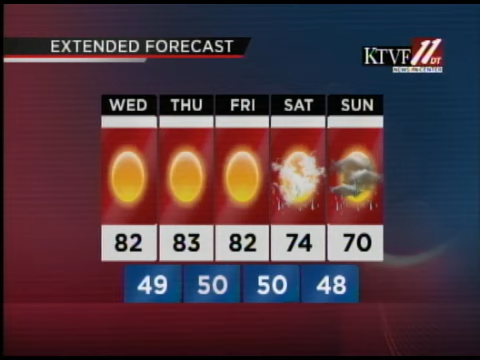 EXTENDED FORECAST
KTVF 11 DT
NEWS CENTER
WED THU FRI SAT SUN
82 83 82 74 70
49 50 50 48